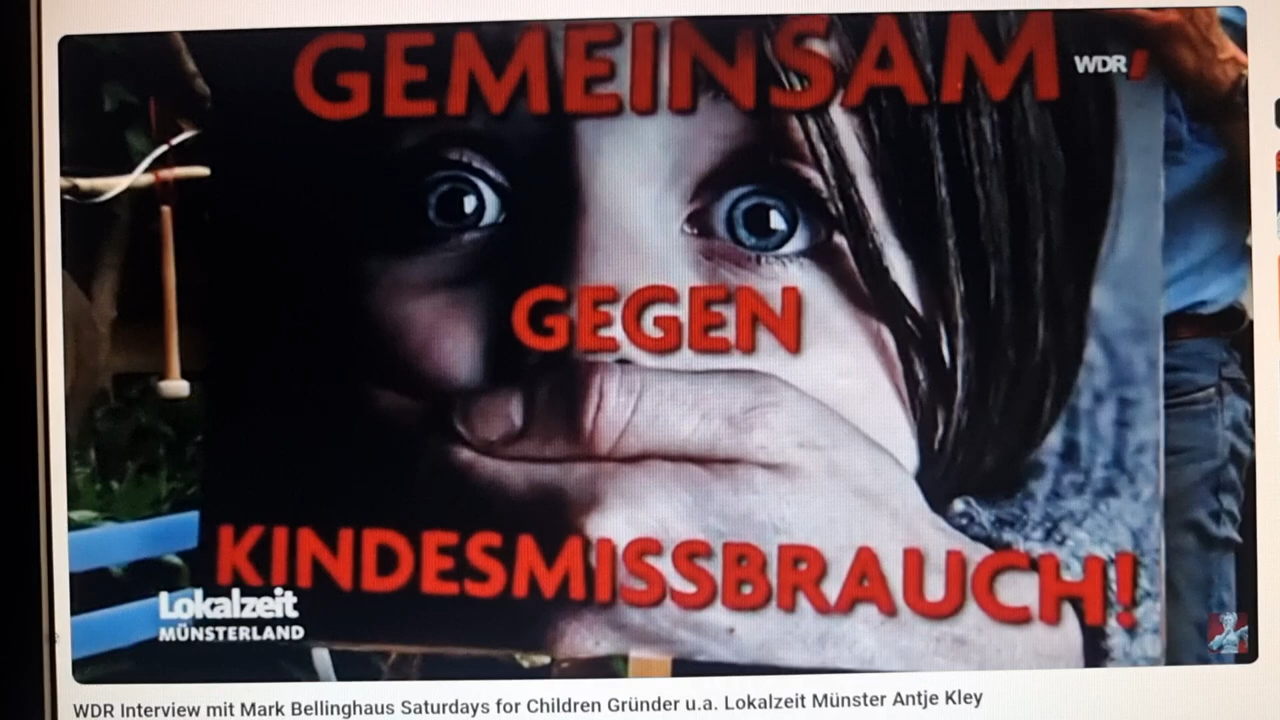 GEMEINSAM
WDR
GEGEN
KINDESMISSBRAUCH!
Lokalzeit
MÜNSTERLAND
WDR Interview mit Mark Bellinghaus Saturdays for Children Gründer u.a. Lokalzeit Münster Antje Kley